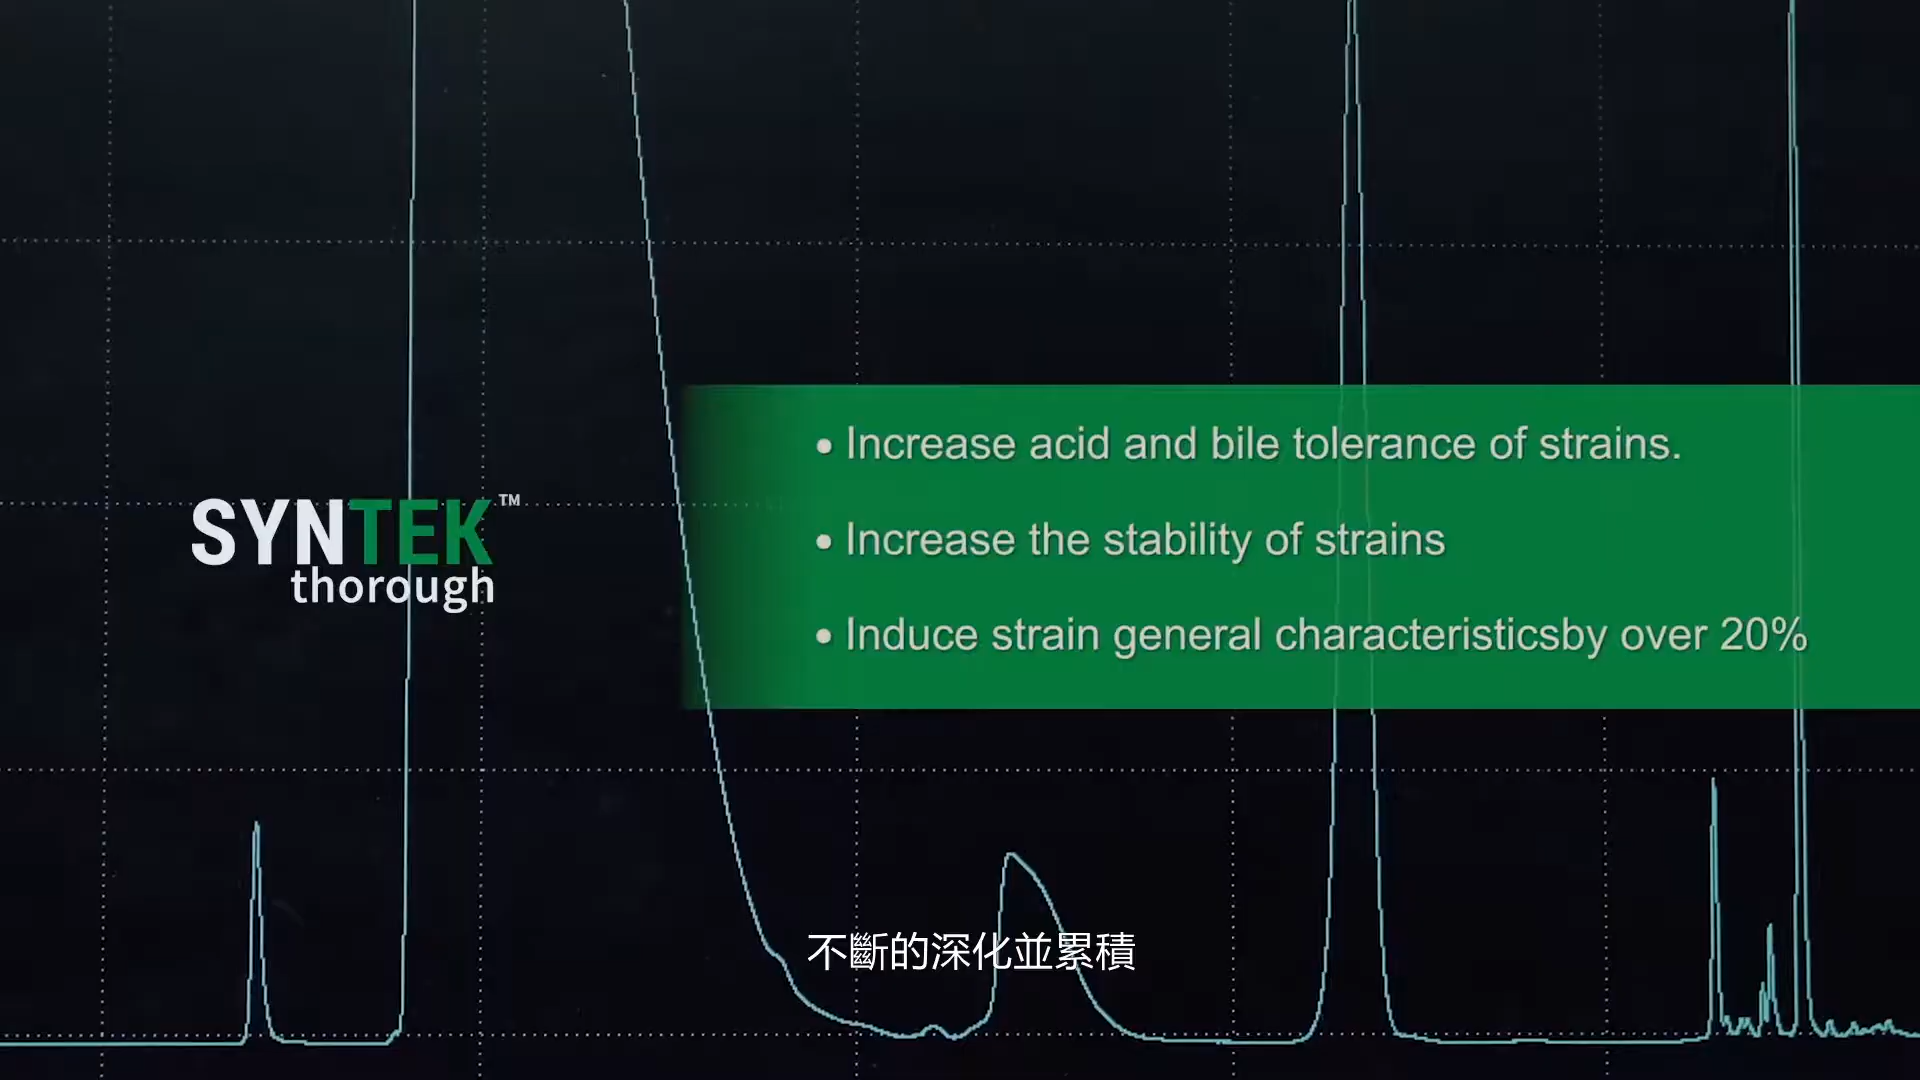 SYNTEK™
thorough
• Increase acid and bile tolerance of strains.
• Increase the stability of strains
• Induce strain general characteristicsby over 20%
不斷的深化並累積